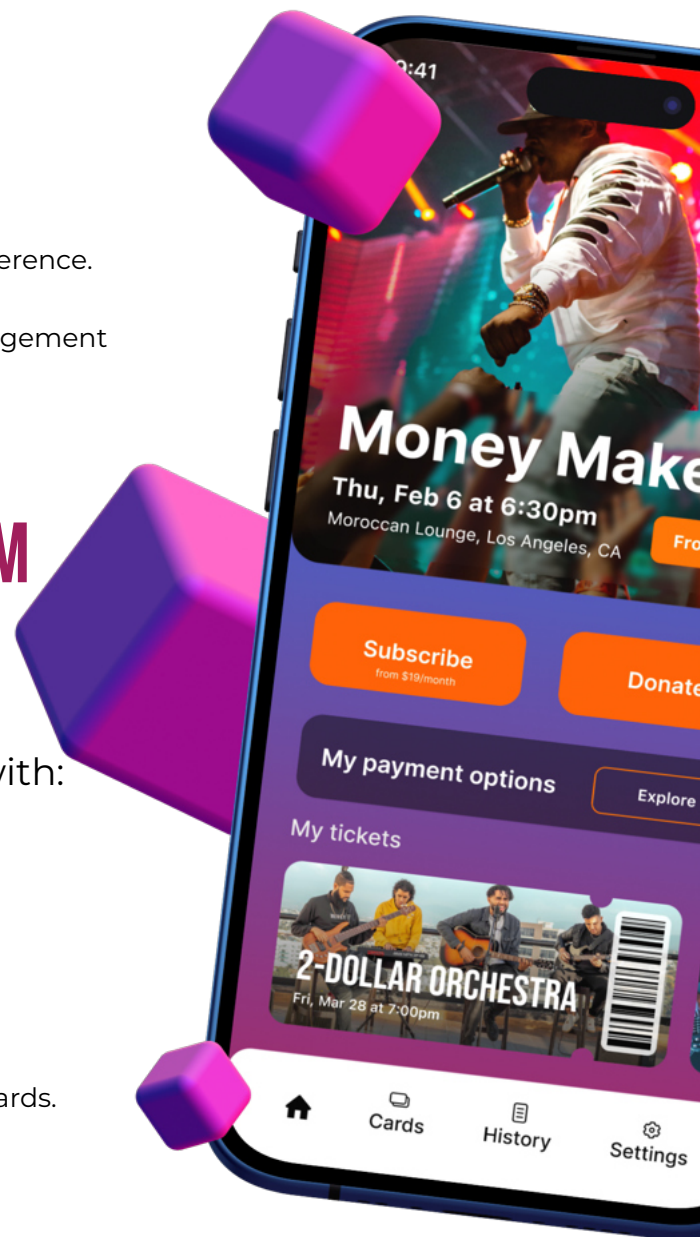 erence.
gement
M
vith:
ards.
9:41
Money Make
Thu, Feb 6 at 6:30pm
Moroccan Lounge, Los Angeles, CA
Fro
Subscribe
from $19/month
Donate
My payment options
Explore
My tickets
2-DOLLAR ORCHESTRA
Fri, Mar 28 at 7:00pm
Cards
History
Settings